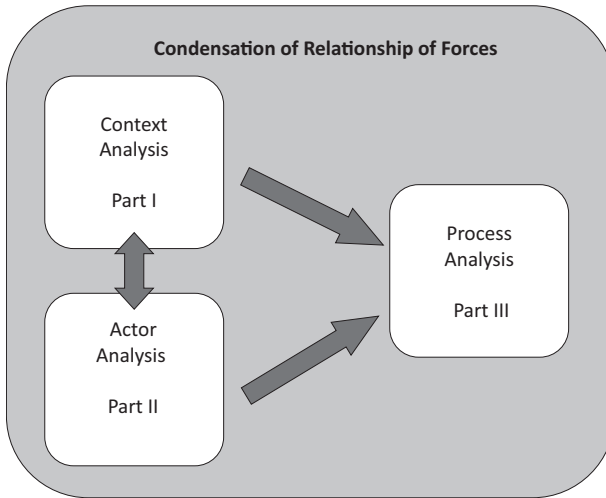 Condensation of Relationship of Forces
Context
Analysis
Part I
Actor
Analysis
Part II
Process
Analysis
Part III